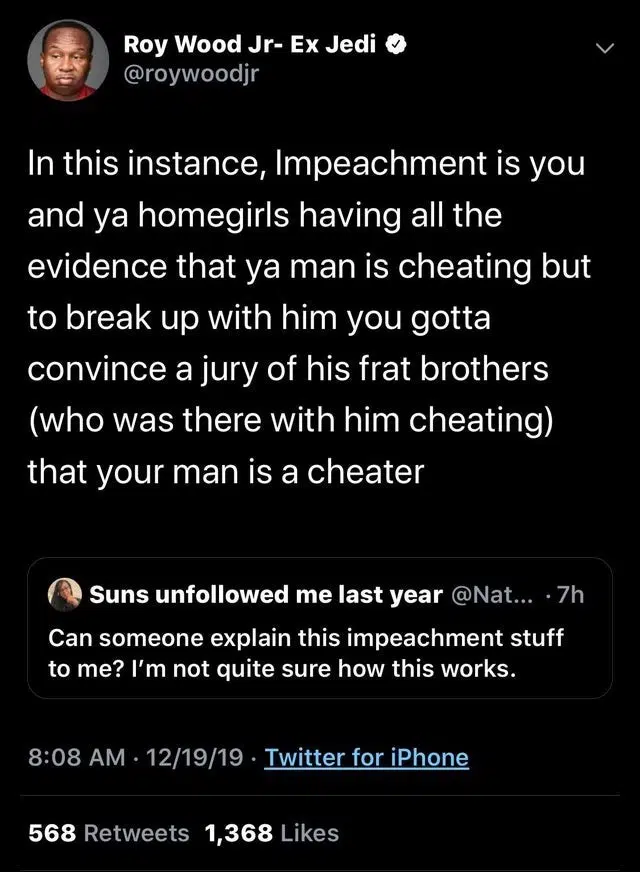 Roy Wood Jr- Ex Jedi
@roywoodjr
In this instance, Impeachment is you
and ya homegirls having all the
evidence that ya man is cheating but
to break up with him you gotta
convince a jury of his frat brothers
(who was there with him cheating)
that your man is a cheater
Suns unfollowed me last year @Nat... · 7h
Can someone explain this impeachment stuff
to me? I'm not quite sure how this works.
8:08 AM · 12/19/19 · Twitter for iPhone
568 Retweets 1,368 Likes